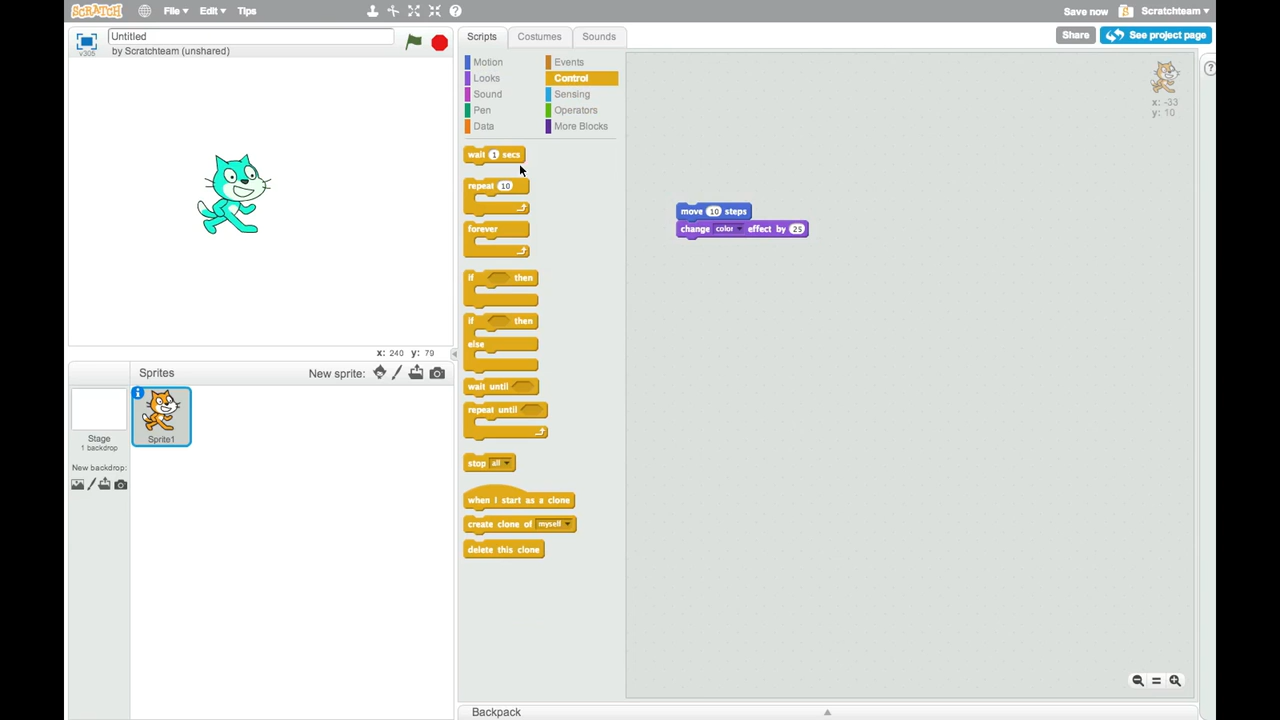 SCRATCH File Edit Tips Save now Scratchteam
v305 Untitled
by Scratchteam (unshared)
Scripts Costumes Sounds
Share See project page
Motion Events
Looks Control
Sound Sensing
Pen Operators
Data More Blocks
x: -33
y: 10
wait 1 secs
repeat 10
forever
if then
if then
else
wait until
repeat until
stop all
when I start as a clone
create clone of myself
delete this clone
move 10 steps
change color effect by 25
x: 240 y: 79
Sprites New sprite:
Sprite1
Stage
1 backdrop
New backdrop:
Backpack